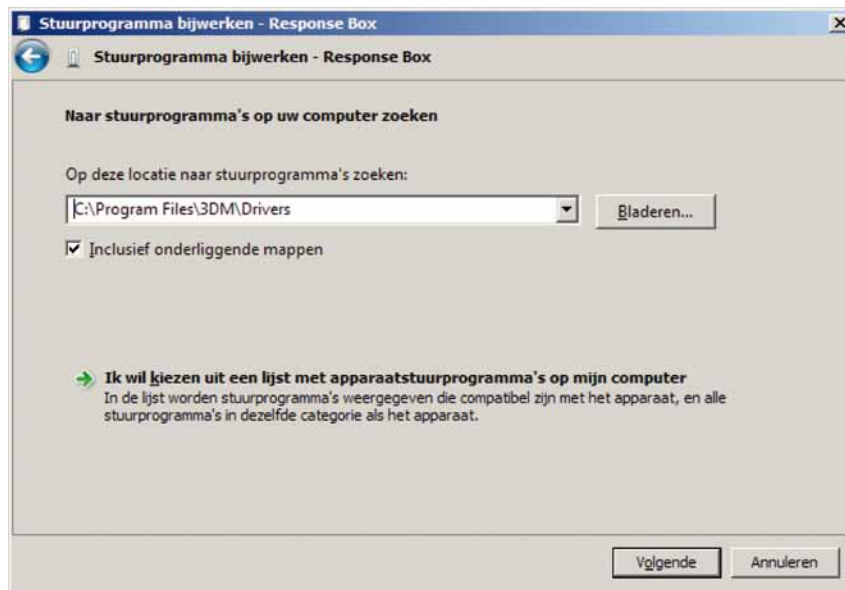 Stuurprogramma bijwerken - Response Box
Stuurprogramma bijwerken - Response Box
Naar stuurprogramma's op uw computer zoeken
Op deze locatie naar stuurprogramma's zoeken:
C:\Program Files\3DM\Drivers
Bladeren...
Inclusief onderliggende mappen
Ik wil kiezen uit een lijst met apparaatstuurprogramma's op mijn computer
In de lijst worden stuurprogramma's weergegeven die compatibel zijn met het apparaat, en alle
stuurprogramma's in dezelfde categorie als het apparaat.
Volgende
Annuleren